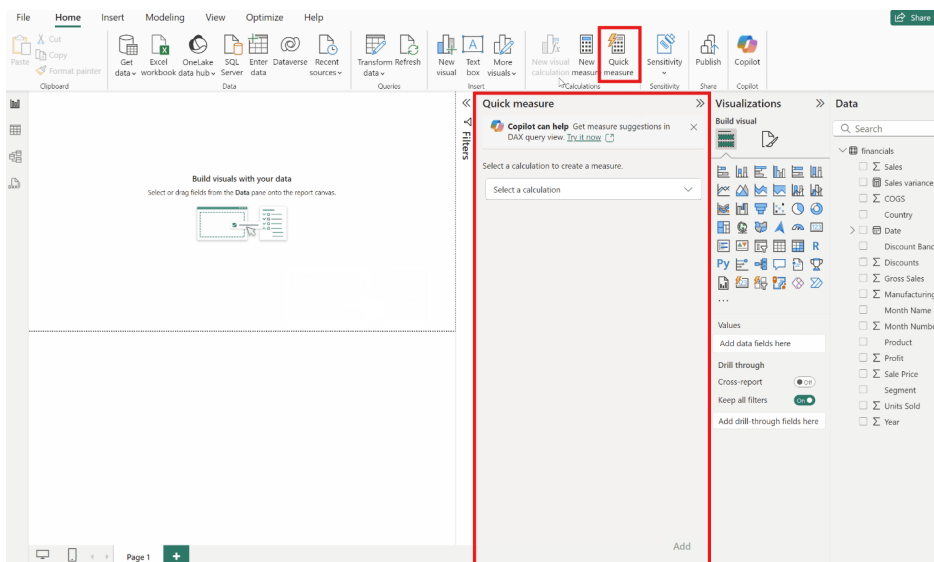 File Home Insert Modeling View Optimize Help
Share
Paste
Cut
Copy
Format painter
Clipboard
Get data
Excel workbook
OneLake data hub
SQL Server
Enter data
Dataverse
Recent sources
Data
Transform data
Refresh
Queries
New visual
Text box
More visuals
Insert
New visual calculation
New measure
Quick measure
Calculations
Sensitivity
Sensitivity
Publish
Share
Copilot
Copilot
Build visuals with your data
Select or drag fields from the Data pane onto the report canvas.
Filters
Quick measure
Copilot can help Get measure suggestions in
DAX query view. Try it now
Select a calculation to create a measure.
Select a calculation
Add
Visualizations
Build visual
R
Py
...
Values
Add data fields here
Drill through
Cross-report
Off
Keep all filters
On
Add drill-through fields here
Data
Search
financials
Sales
Sales variance
COGS
Country
Date
Discount Band
Discounts
Gross Sales
Manufacturing
Month Name
Month Numbe
Product
Profit
Sale Price
Segment
Units Sold
Year
Page 1